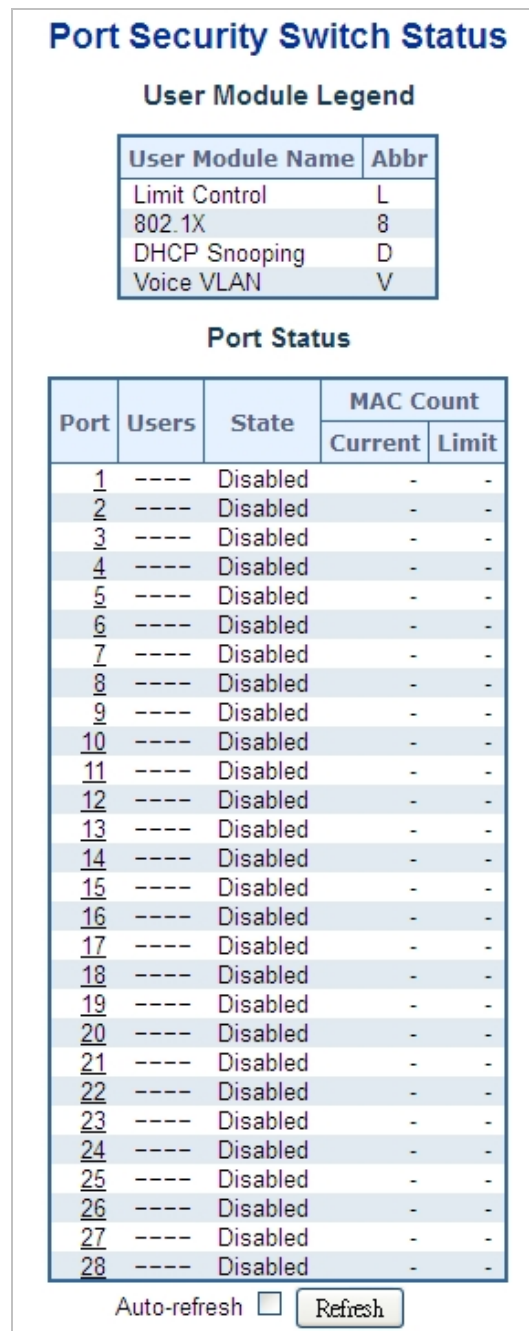 Port Security Switch Status
User Module Legend
User Module Name Abbr
Limit Control L
802.1X 8
DHCP Snooping D
Voice VLAN V
Port Status
Port Users State MAC Count
Current Limit
1 ---- Disabled - -
2 ---- Disabled - -
3 ---- Disabled - -
4 ---- Disabled - -
5 ---- Disabled - -
6 ---- Disabled - -
7 ---- Disabled - -
8 ---- Disabled - -
9 ---- Disabled - -
10 ---- Disabled - -
11 ---- Disabled - -
12 ---- Disabled - -
13 ---- Disabled - -
14 ---- Disabled - -
15 ---- Disabled - -
16 ---- Disabled - -
17 ---- Disabled - -
18 ---- Disabled - -
19 ---- Disabled - -
20 ---- Disabled - -
21 ---- Disabled - -
22 ---- Disabled - -
23 ---- Disabled - -
24 ---- Disabled - -
25 ---- Disabled - -
26 ---- Disabled - -
27 ---- Disabled - -
28 ---- Disabled - -
Auto-refresh Refresh